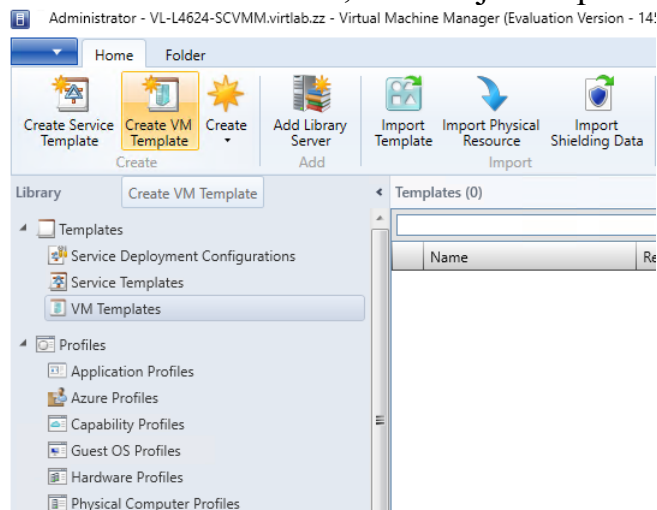 Administrator - VL-L4624-SCVMM.virtlab.zz - Virtual Machine Manager (Evaluation Version - 145
Home Folder
Create Service Template
Create VM Template
Create
Add Library Server
Import Template
Import Physical Resource
Import Shielding Data
Create Add Import
Library Create VM Template Templates (0)
Templates
Service Deployment Configurations
Service Templates
VM Templates
Name Re
Profiles
Application Profiles
Azure Profiles
Capability Profiles
Guest OS Profiles
Hardware Profiles
Physical Computer Profiles